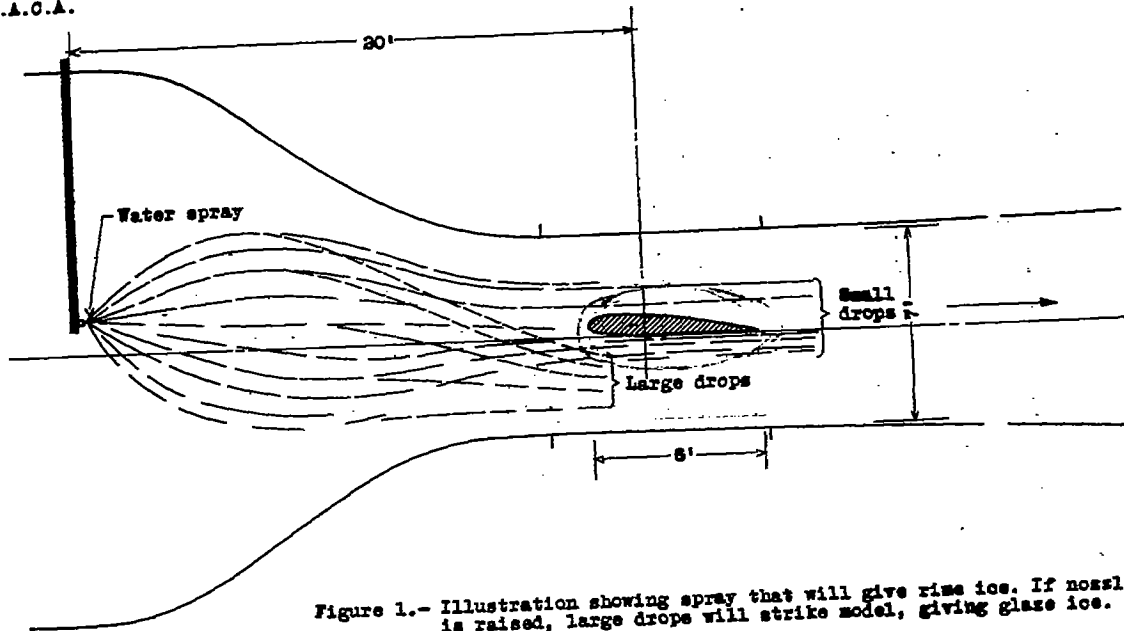 .A.C.A.
20'
Water spray
Small
drops
7'
Large drops
6'
Figure 1.- Illustration showing spray that will give rime ice. If nozzl
is raised, large drops will strike model, giving glaze ice.